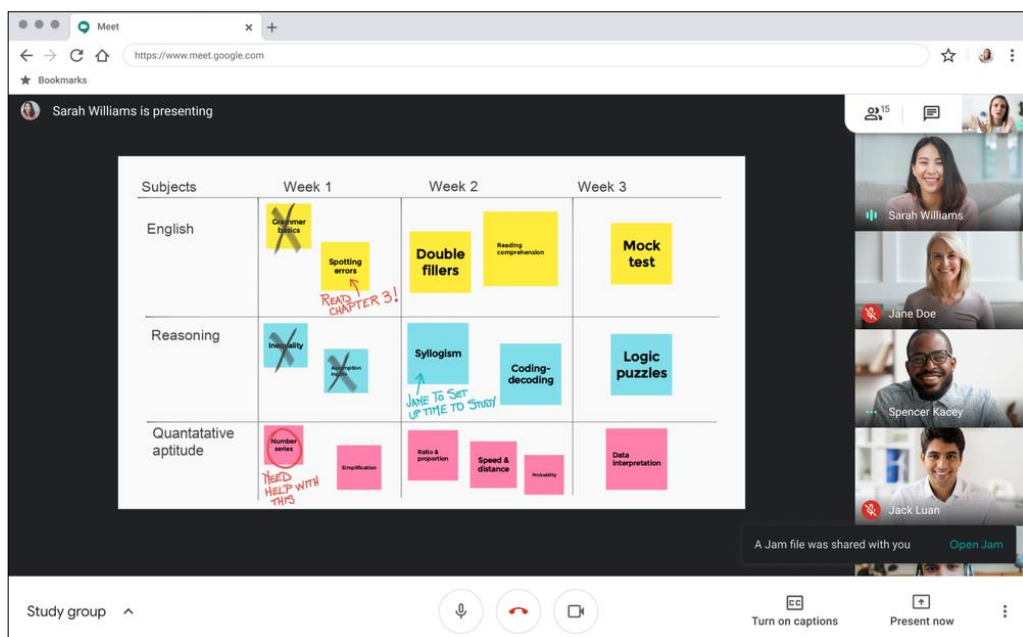 Meet
https://www.meet.google.com
Bookmarks
Sarah Williams is presenting
15
Subjects
Week 1
Week 2
Week 3
English
Grammer
basics
Spotting
errors
READ
CHAPTER 3!
Double
fillers
Reading
comprehension
Mock
test
Reasoning
Inequality
Syllogism
JANE TO SET
UP TIME TO STUDY
Coding-
decoding
Logic
puzzles
Quantatative
aptitude
Number
series
NEED
HELP WITH
THIS
Simplification
Ratio &
proportion
Speed &
distance
Probability
Data
interpretation
Sarah Williams
Jane Doe
Spencer Kacey
Jack Luan
A Jam file was shared with you
Open Jam
Study group
CC
Turn on captions
Present now